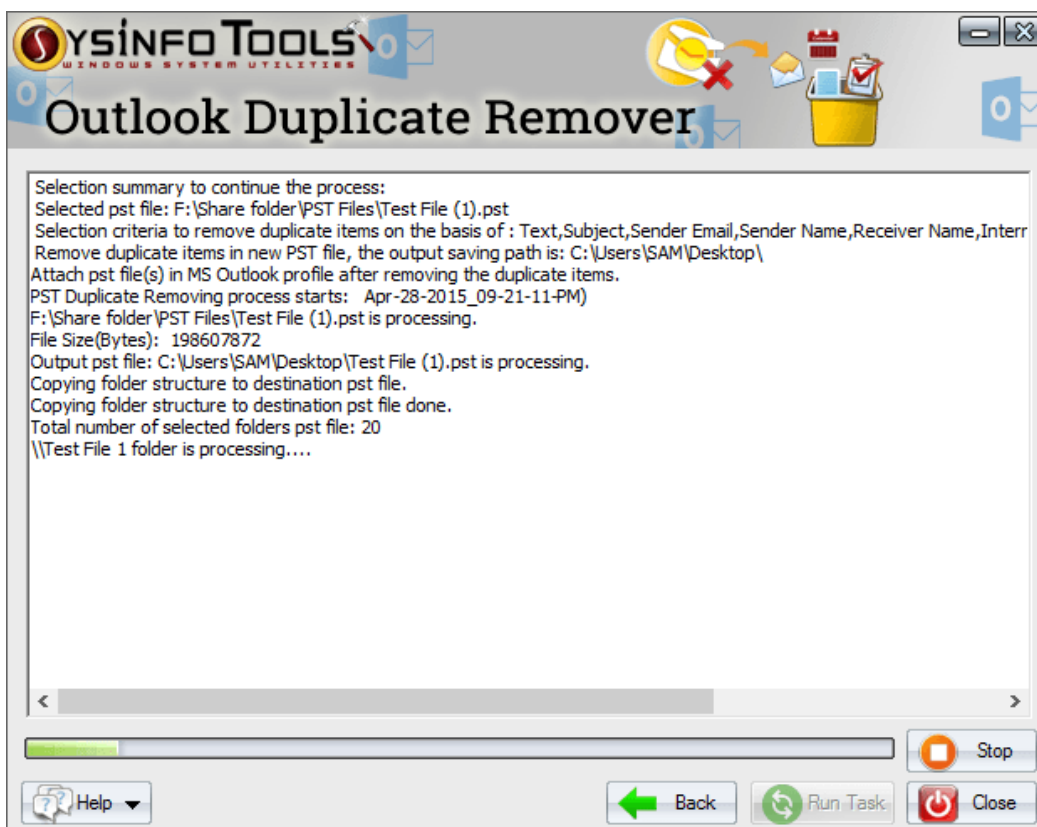 SYSINFO TOOLS
WINDOWS SYSTEM UTILITIES
Outlook Duplicate Remover
Selection summary to continue the process:
Selected pst file: F:\Share folder\PST Files\Test File (1).pst
Selection criteria to remove duplicate items on the basis of : Text,Subject,Sender Email,Sender Name,Receiver Name,Interr
Remove duplicate items in new PST file, the output saving path is: C:\Users\SAM\Desktop\
Attach pst file(s) in MS Outlook profile after removing the duplicate items.
PST Duplicate Removing process starts:   Apr-28-2015_09-21-11-PM)
F:\Share folder\PST Files\Test File (1).pst is processing.
File Size(Bytes):  198607872
Output pst file: C:\Users\SAM\Desktop\Test File (1).pst is processing.
Copying folder structure to destination pst file.
Copying folder structure to destination pst file done.
Total number of selected folders pst file: 20
\\Test File 1 folder is processing....
Stop
Help
Back
Run Task
Close